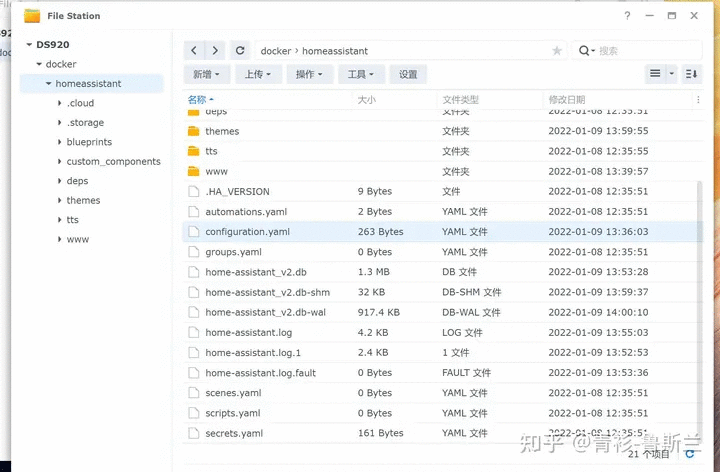 File Station
DS920
docker
homeassistant
.cloud
.storage
blueprints
custom_components
deps
themes
tts
www
docker > homeassistant
搜索
新增 上传 操作 工具 设置
名称 大小 文件类型 修改日期
deps 文件夹 2022-01-08 12:35:51
themes 文件夹 2022-01-09 13:59:55
tts 文件夹 2022-01-08 12:35:55
www 文件夹 2022-01-08 13:39:57
.HA_VERSION 9 Bytes 文件 2022-01-08 12:35:51
automations.yaml 2 Bytes YAML 文件 2022-01-08 12:35:51
configuration.yaml 263 Bytes YAML 文件 2022-01-09 13:36:03
groups.yaml 0 Bytes YAML 文件 2022-01-08 12:35:51
home-assistant_v2.db 1.3 MB DB 文件 2022-01-09 13:53:28
home-assistant_v2.db-shm 32 KB DB-SHM 文件 2022-01-09 13:59:37
home-assistant_v2.db-wal 917.4 KB DB-WAL 文件 2022-01-09 14:00:10
home-assistant.log 4.2 KB LOG 文件 2022-01-09 13:55:03
home-assistant.log.1 2.4 KB 1 文件 2022-01-09 13:52:53
home-assistant.log.fault 0 Bytes FAULT 文件 2022-01-09 13:53:36
scenes.yaml 0 Bytes YAML 文件 2022-01-08 12:35:51
scripts.yaml 0 Bytes YAML 文件 2022-01-08 12:35:51
secrets.yaml 161 Bytes YAML 文件 2022-01-08 12:35:51
知乎 @青衫·鲁斯兰
21 个项目